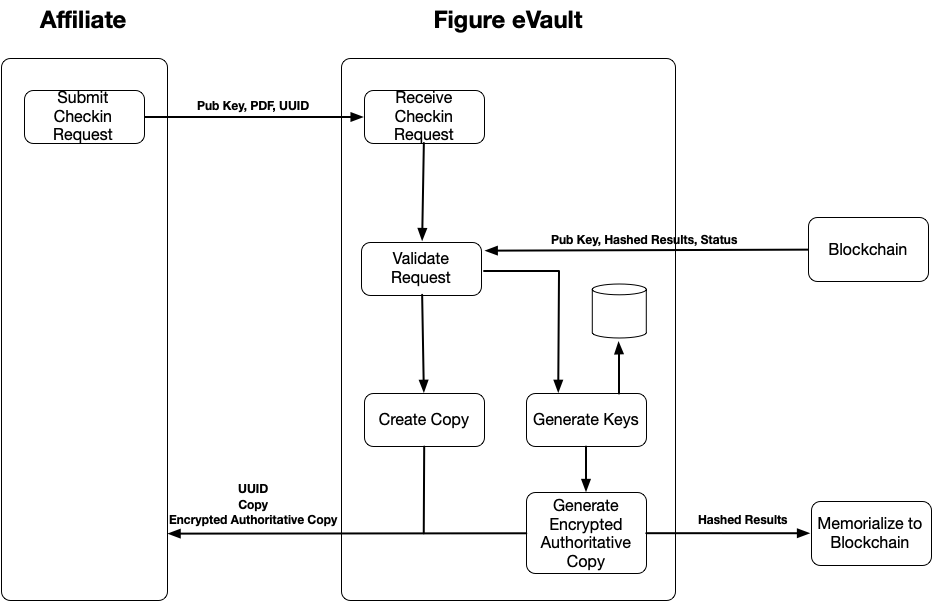 Affiliate
Figure eVault
Submit
Checkin
Request
Pub Key, PDF, UUID
Receive
Checkin
Request
Pub Key, Hashed Results, Status
Blockchain
Validate
Request
Create Copy
Generate Keys
UUID
Copy
Encrypted Authoritative Copy
Generate
Encrypted
Authoritative
Copy
Hashed Results
Memorialize to
Blockchain